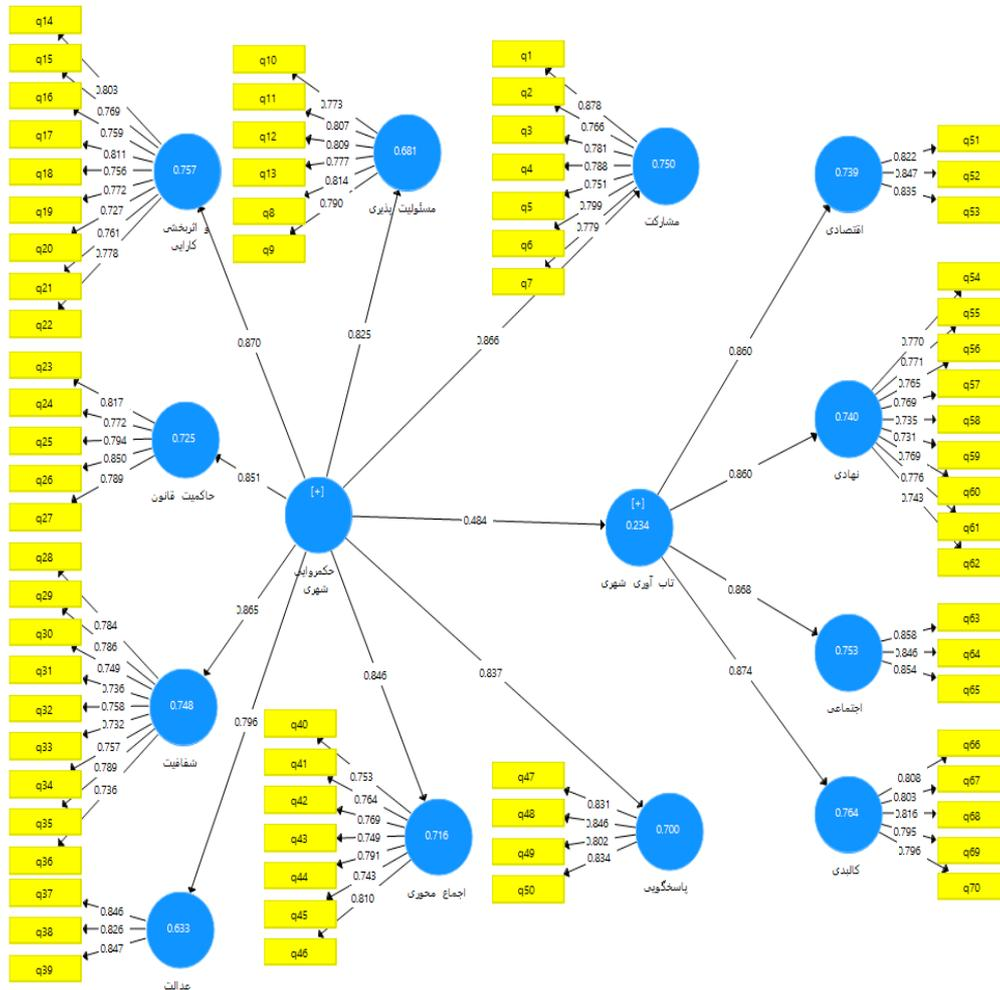 q14
q15
q16
q17
q18
q19
q20
q21
q22
0.803
0.769
0.759
0.811
0.756
0.772
0.727
0.761
0.778
0.757
و اثربخشی
کارایی
q10
q11
q12
q13
q8
q9
0.773
0.807
0.809
0.777
0.814
0.790
0.681
مسئولیت پذیری
q1
q2
q3
q4
q5
q6
q7
0.878
0.766
0.781
0.788
0.751
0.799
0.779
0.750
مشارکت
0.739
اقتصادی
0.822
0.847
0.835
q51
q52
q53
0.870
0.825
0.866
0.860
q23
q24
q25
q26
q27
0.817
0.772
0.794
0.850
0.789
0.725
حاکمیت قانون
0.851
[+]
حکمروایی
شهری
0.484
[+]
0.234
تاب آوری شهری
0.860
0.740
نهادی
0.770
0.771
0.765
0.769
0.735
0.731
0.769
0.776
0.743
q54
q55
q56
q57
q58
q59
q60
q61
q62
q28
q29
q30
q31
q32
q33
q34
q35
q36
0.784
0.786
0.749
0.736
0.758
0.732
0.757
0.789
0.736
0.748
شفافیت
0.865
0.796
0.846
0.837
0.868
0.874
0.753
اجتماعی
0.858
0.846
0.854
q63
q64
q65
q37
q38
q39
0.846
0.826
0.847
0.633
عدالت
q40
q41
q42
q43
q44
q45
q46
0.753
0.764
0.769
0.749
0.791
0.743
0.810
0.716
اجماع محوری
q47
q48
q49
q50
0.831
0.846
0.802
0.834
0.700
پاسخگویی
0.764
کالبدی
0.808
0.803
0.816
0.795
0.796
q66
q67
q68
q69
q70